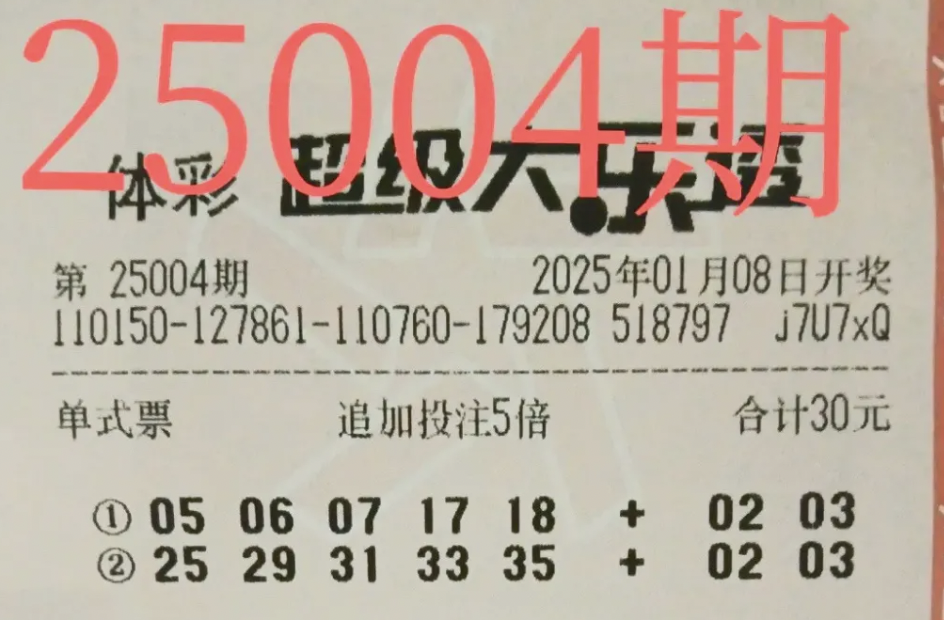 25004期
体彩 超级大乐透
第 25004期 2025年01月08日开奖
110150-127861-110760-179208 518797 j7U7xQ
单式票 追加投注5倍 合计30元
① 05 06 07 17 18 + 02 03
② 25 29 31 33 35 + 02 03